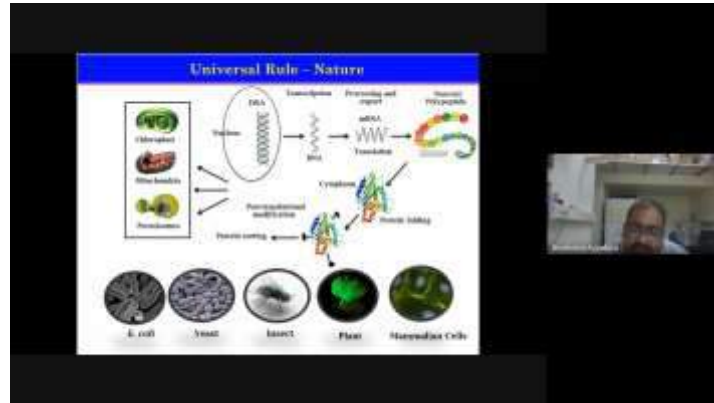 Universal Rule – Nature
DNA
Nucleus
Transcription
RNA
Processing and export
mRNA
Translation
Nascent Polypeptide
Cytoplasm
Protein folding
Post-translational modification
Protein sorting
Chloroplast
Mitochondria
Peroxisomes
E. coli
Yeast
Insect
Plant
Mammalian Cells